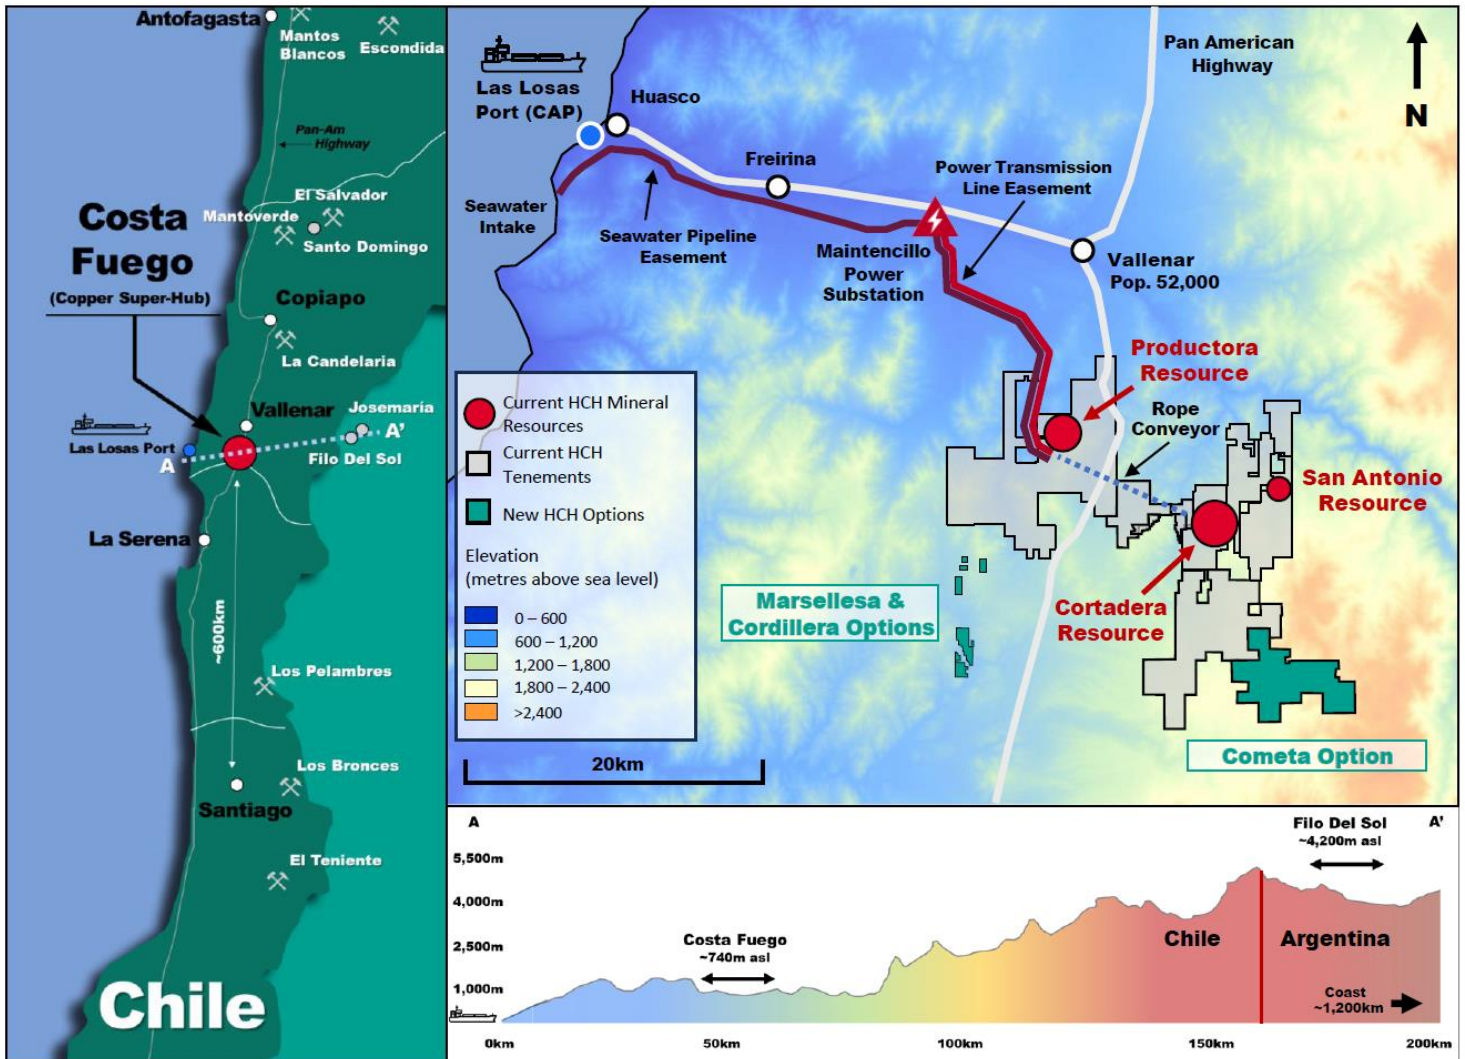 Antofagasta
Mantos
Blancos
Escondida
Pan-Am
Highway
El Salvador
Mantoverde
Santo Domingo
Costa
Fuego
(Copper Super-Hub)
Copiapo
La Candelaria
Vallenar
Josemaria
Las Losas Port
A
A'
Filo Del Sol
La Serena
~600km
Los Pelambres
Los Bronces
Santiago
El Teniente
Chile
Las Losas
Port (CAP)
Huasco
Pan American
Highway
N
Freirina
Power Transmission
Line Easement
Seawater
Intake
Seawater Pipeline
Easement
Maintencillo
Power
Substation
Vallenar
Pop. 52,000
Productora
Resource
Rope
Conveyor
San Antonio
Resource
Cortadera
Resource
Marsellesa &
Cordillera Options
Cometa Option
Current HCH Mineral
Resources
Current HCH
Tenements
New HCH Options
Elevation
(metres above sea level)
0 – 600
600 – 1,200
1,200 – 1,800
1,800 – 2,400
>2,400
20km
A
Filo Del Sol
~4,200m asl
A'
5,500m
4,000m
2,500m
1,000m
Costa Fuego
~740m asl
Chile
Argentina
Coast
~1,200km
0km
50km
100km
150km
200km